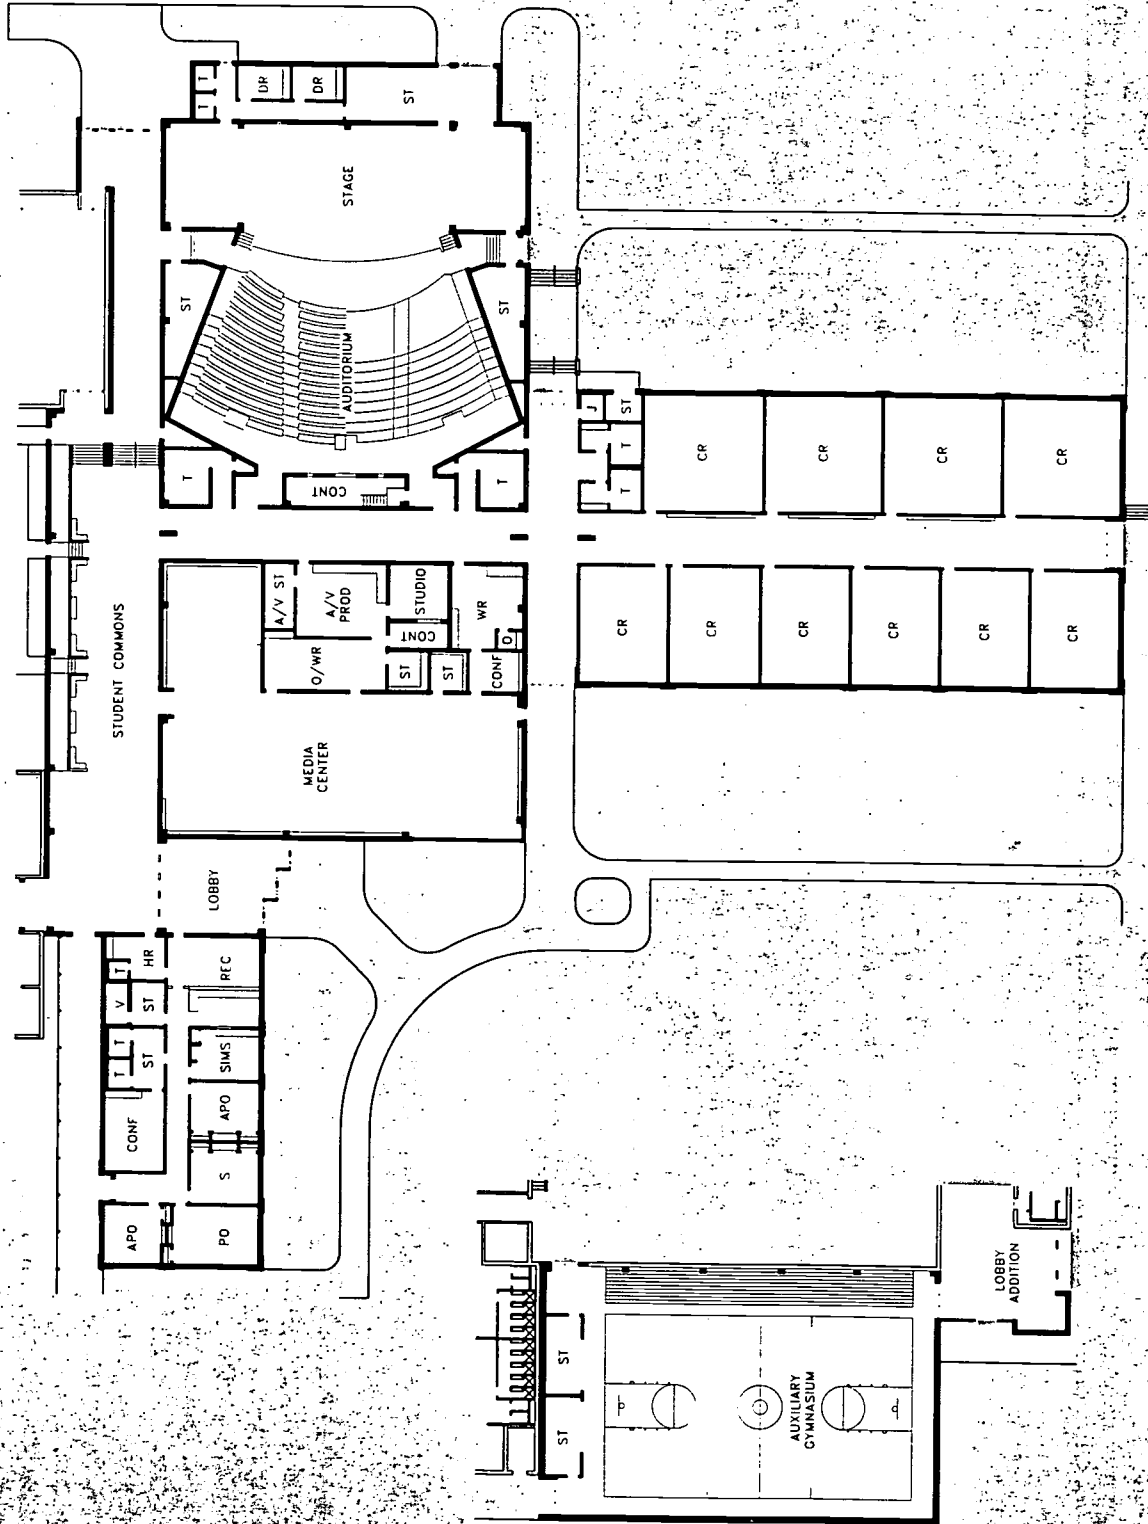 T
T
DR
DR
ST
STAGE
ST
ST
AUDITORIUM
T
CONT
T
J
ST
T
T
CR
CR
CR
CR
STUDENT COMMONS
A/V ST
A/V
PROD
STUDIO
WR
O/WR
CONT
O
ST
ST
CONF
MEDIA
CENTER
CR
CR
CR
CR
CR
CR
LOBBY
HR
T
REC
V
ST
T
T
ST
SIMS
CONF
APO
S
APO
PO
LOBBY
ADDITION
ST
ST
AUXILIARY
GYMNASIUM